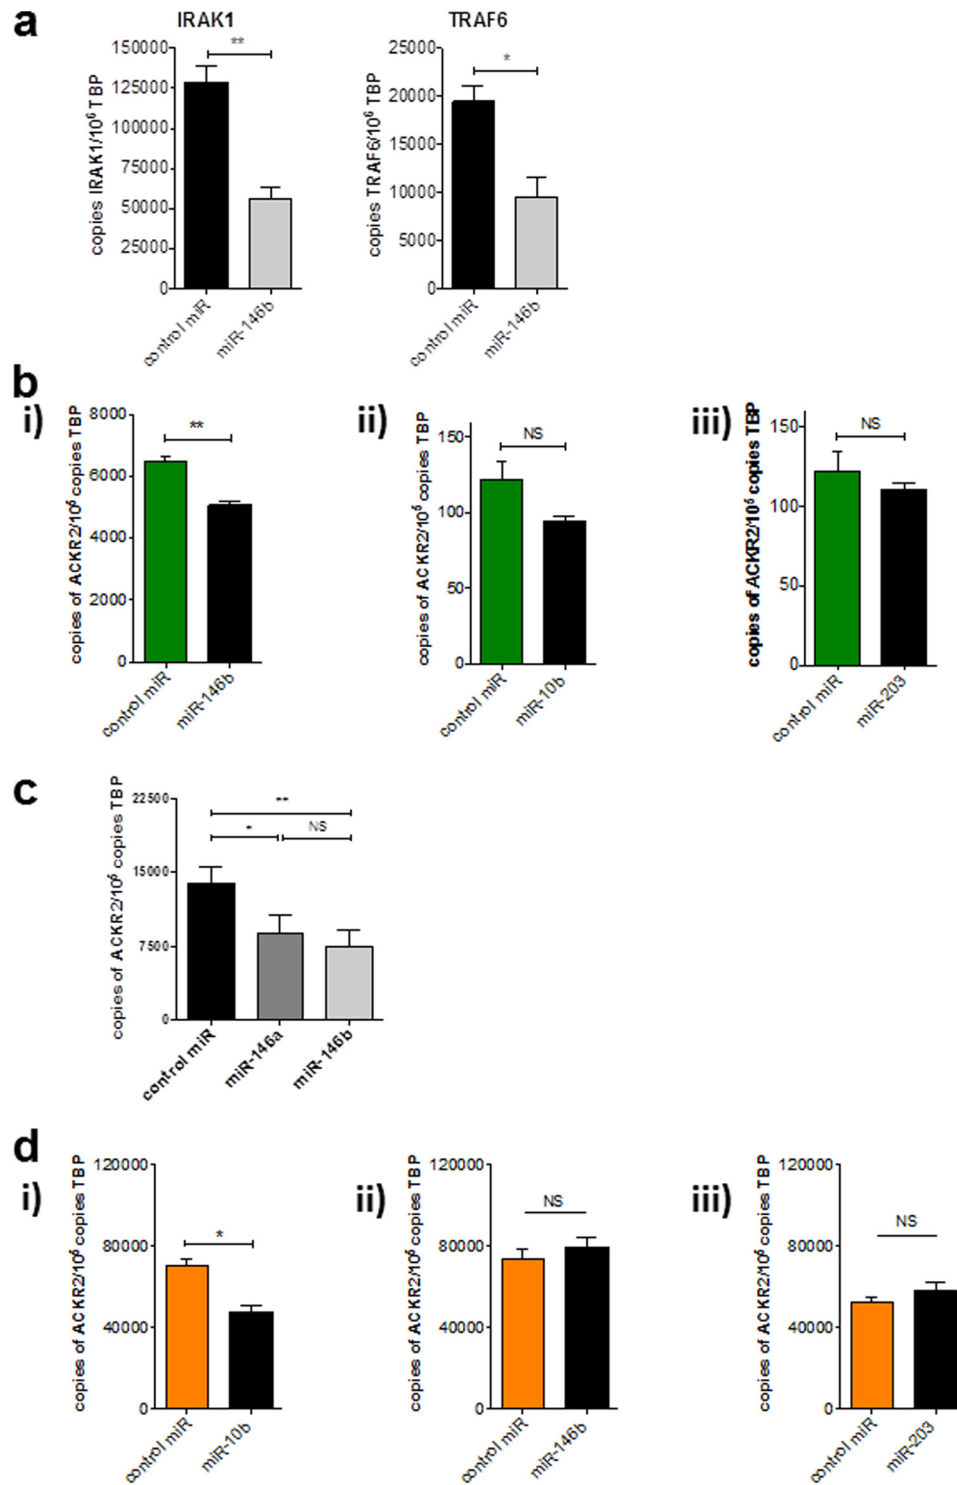 a
IRAK1
TRAF6
copies IRAK1/10⁶ TBP
150000
125000
100000
75000
50000
25000
0
**
control miR
miR-146b
copies TRAF6/10⁶ TBP
25000
20000
15000
10000
5000
0
*
control miR
miR-146b
b
i)
copies of ACKR2/10⁶ copies TBP
8000
6000
4000
2000
0
**
control miR
miR-146b
ii)
copies of ACKR2/10⁶ copies TBP
150
100
50
0
NS
control miR
miR-10b
iii)
copies of ACKR2/10⁶ copies TBP
150
100
50
0
NS
control miR
miR-203
c
copies of ACKR2/10⁶ copies TBP
22500
15000
7500
0
**
*
NS
control miR
miR-146a
miR-146b
d
i)
copies of ACKR2/10⁶ copies TBP
120000
80000
40000
0
*
control miR
miR-10b
ii)
copies of ACKR2/10⁶ copies TBP
120000
80000
40000
0
NS
control miR
miR-146b
iii)
copies of ACKR2/10⁶ copies TBP
120000
80000
40000
0
NS
control miR
miR-203